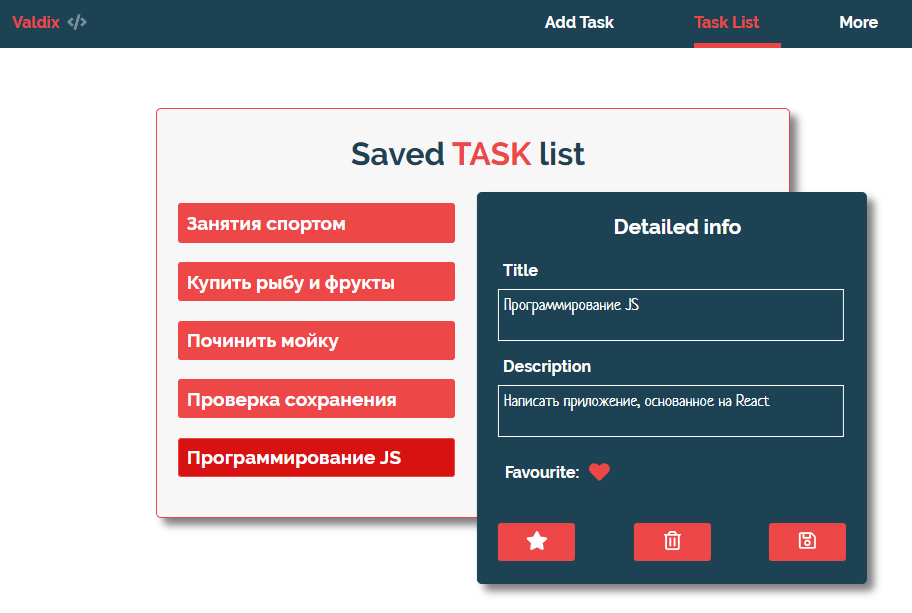 Valdix </>
Add Task
Task List
More
Saved TASK list
Занятия спортом
Купить рыбу и фрукты
Починить мойку
Проверка сохранения
Программирование JS
Detailed info
Title
Программирование JS
Description
Написать приложение, основанное на React
Favourite: